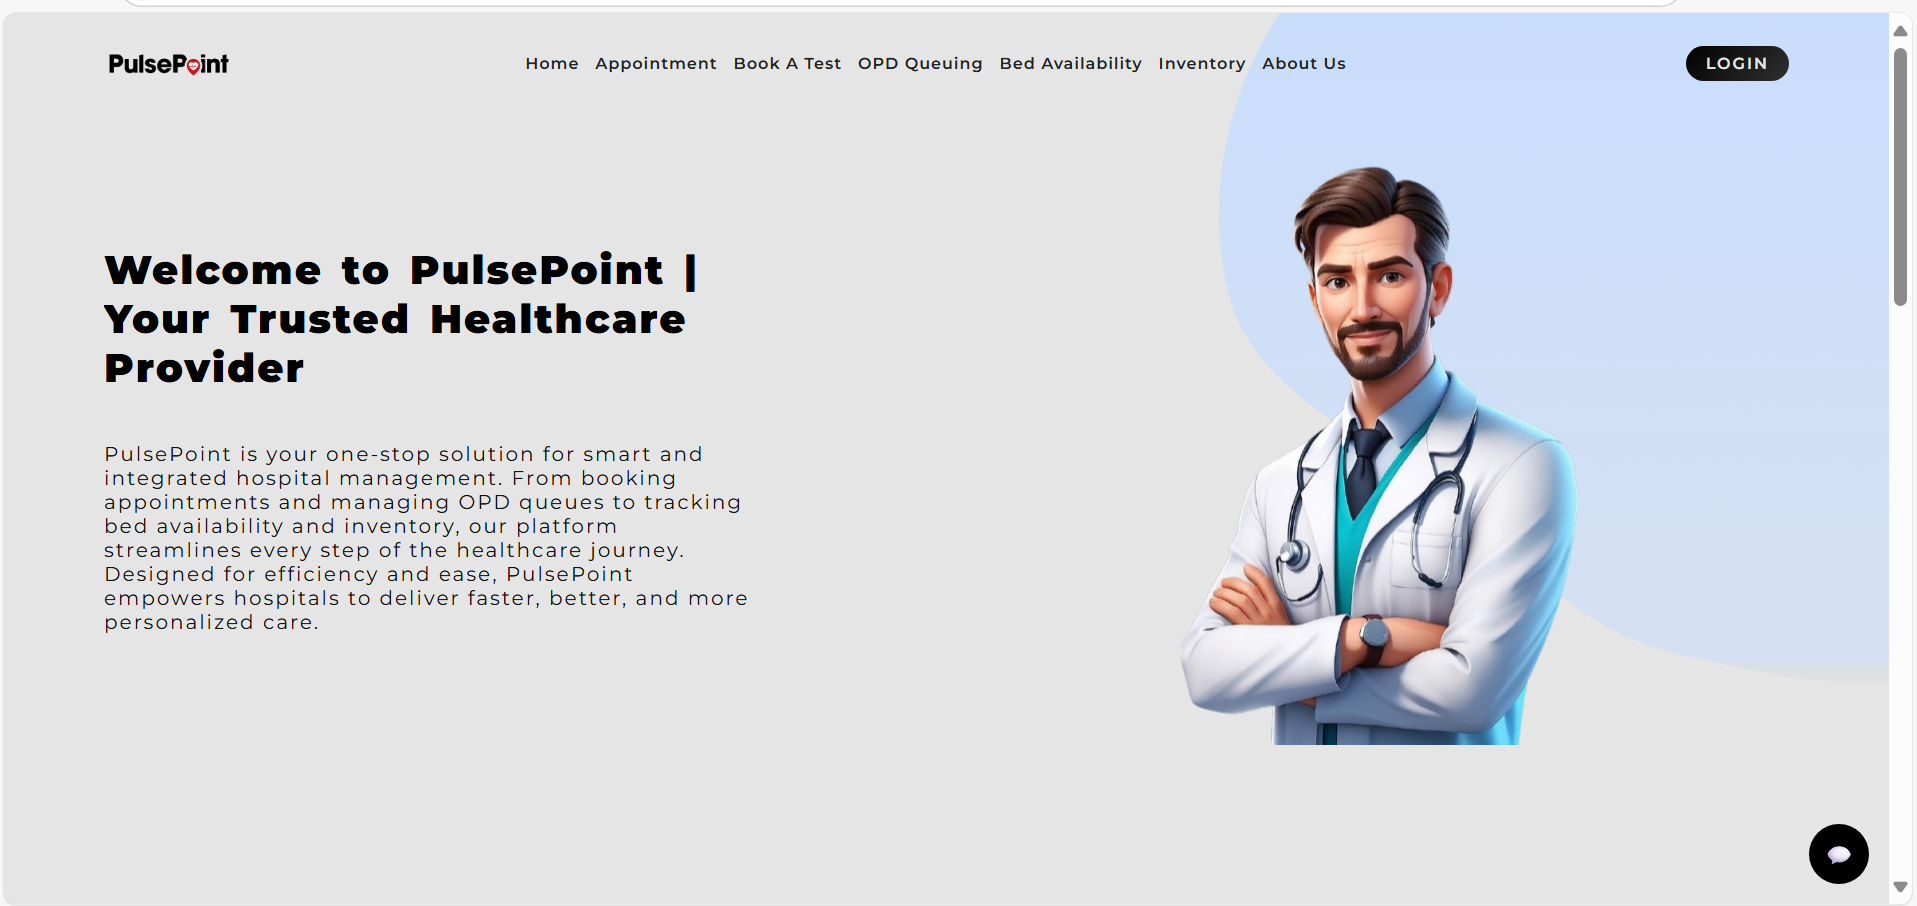 PulsePoint
Home Appointment Book A Test OPD Queuing Bed Availability Inventory About Us
LOGIN
Welcome to PulsePoint |
Your Trusted Healthcare
Provider
PulsePoint is your one-stop solution for smart and
integrated hospital management. From booking
appointments and managing OPD queues to tracking
bed availability and inventory, our platform
streamlines every step of the healthcare journey.
Designed for efficiency and ease, PulsePoint
empowers hospitals to deliver faster, better, and more
personalized care.